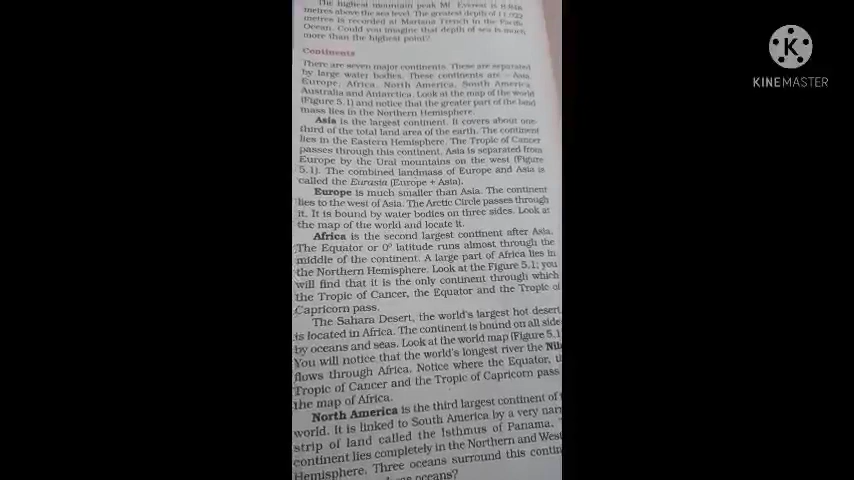 The highest mountain peak Mt. Everest is 8,848
metres above the sea level. The greatest depth of 11,022
metres is recorded at Mariana Trench in the Pacific
Ocean. Could you imagine that depth of sea is much
more than the highest point?
Continents
There are seven major continents. These are separated
by large water bodies. These continents are – Asia,
Europe, Africa, North America, South America,
Australia and Antarctica. Look at the map of the world
(Figure 5.1) and notice that the greater part of the land
mass lies in the Northern Hemisphere.
Asia is the largest continent. It covers about one-
third of the total land area of the earth. The continent
lies in the Eastern Hemisphere. The Tropic of Cancer
passes through this continent. Asia is separated from
Europe by the Ural mountains on the west (Figure
5.1). The combined landmass of Europe and Asia is
called the Eurasia (Europe + Asia).
Europe is much smaller than Asia. The continent
lies to the west of Asia. The Arctic Circle passes through
it. It is bound by water bodies on three sides. Look at
the map of the world and locate it.
Africa is the second largest continent after Asia.
The Equator or 0° latitude runs almost through the
middle of the continent. A large part of Africa lies in
the Northern Hemisphere. Look at the Figure 5.1; you
will find that it is the only continent through which
the Tropic of Cancer, the Equator and the Tropic of
Capricorn pass.
The Sahara Desert, the world's largest hot desert,
is located in Africa. The continent is bound on all side
by oceans and seas. Look at the world map (Figure 5.1
You will notice that the world's longest river the Nil
flows through Africa. Notice where the Equator, t
Tropic of Cancer and the Tropic of Capricorn pass
the map of Africa.
North America is the third largest continent of
world. It is linked to South America by a very nar
strip of land called the Isthmus of Panama.
continent lies completely in the Northern and West
Hemisphere. Three oceans surround this contin
oceans?
KINEMASTER